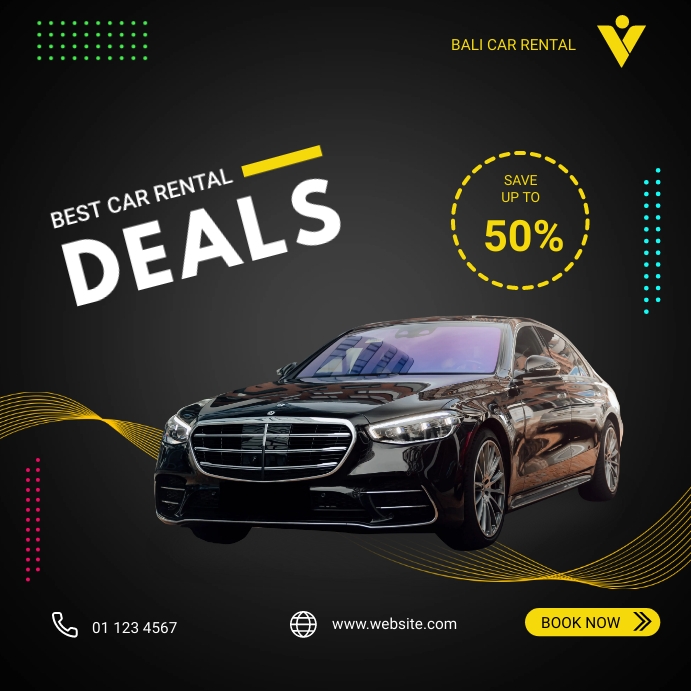 BALI CAR RENTAL
BEST CAR RENTAL
DEALS
SAVE
UP TO
50%
01 123 4567
www.website.com
BOOK NOW